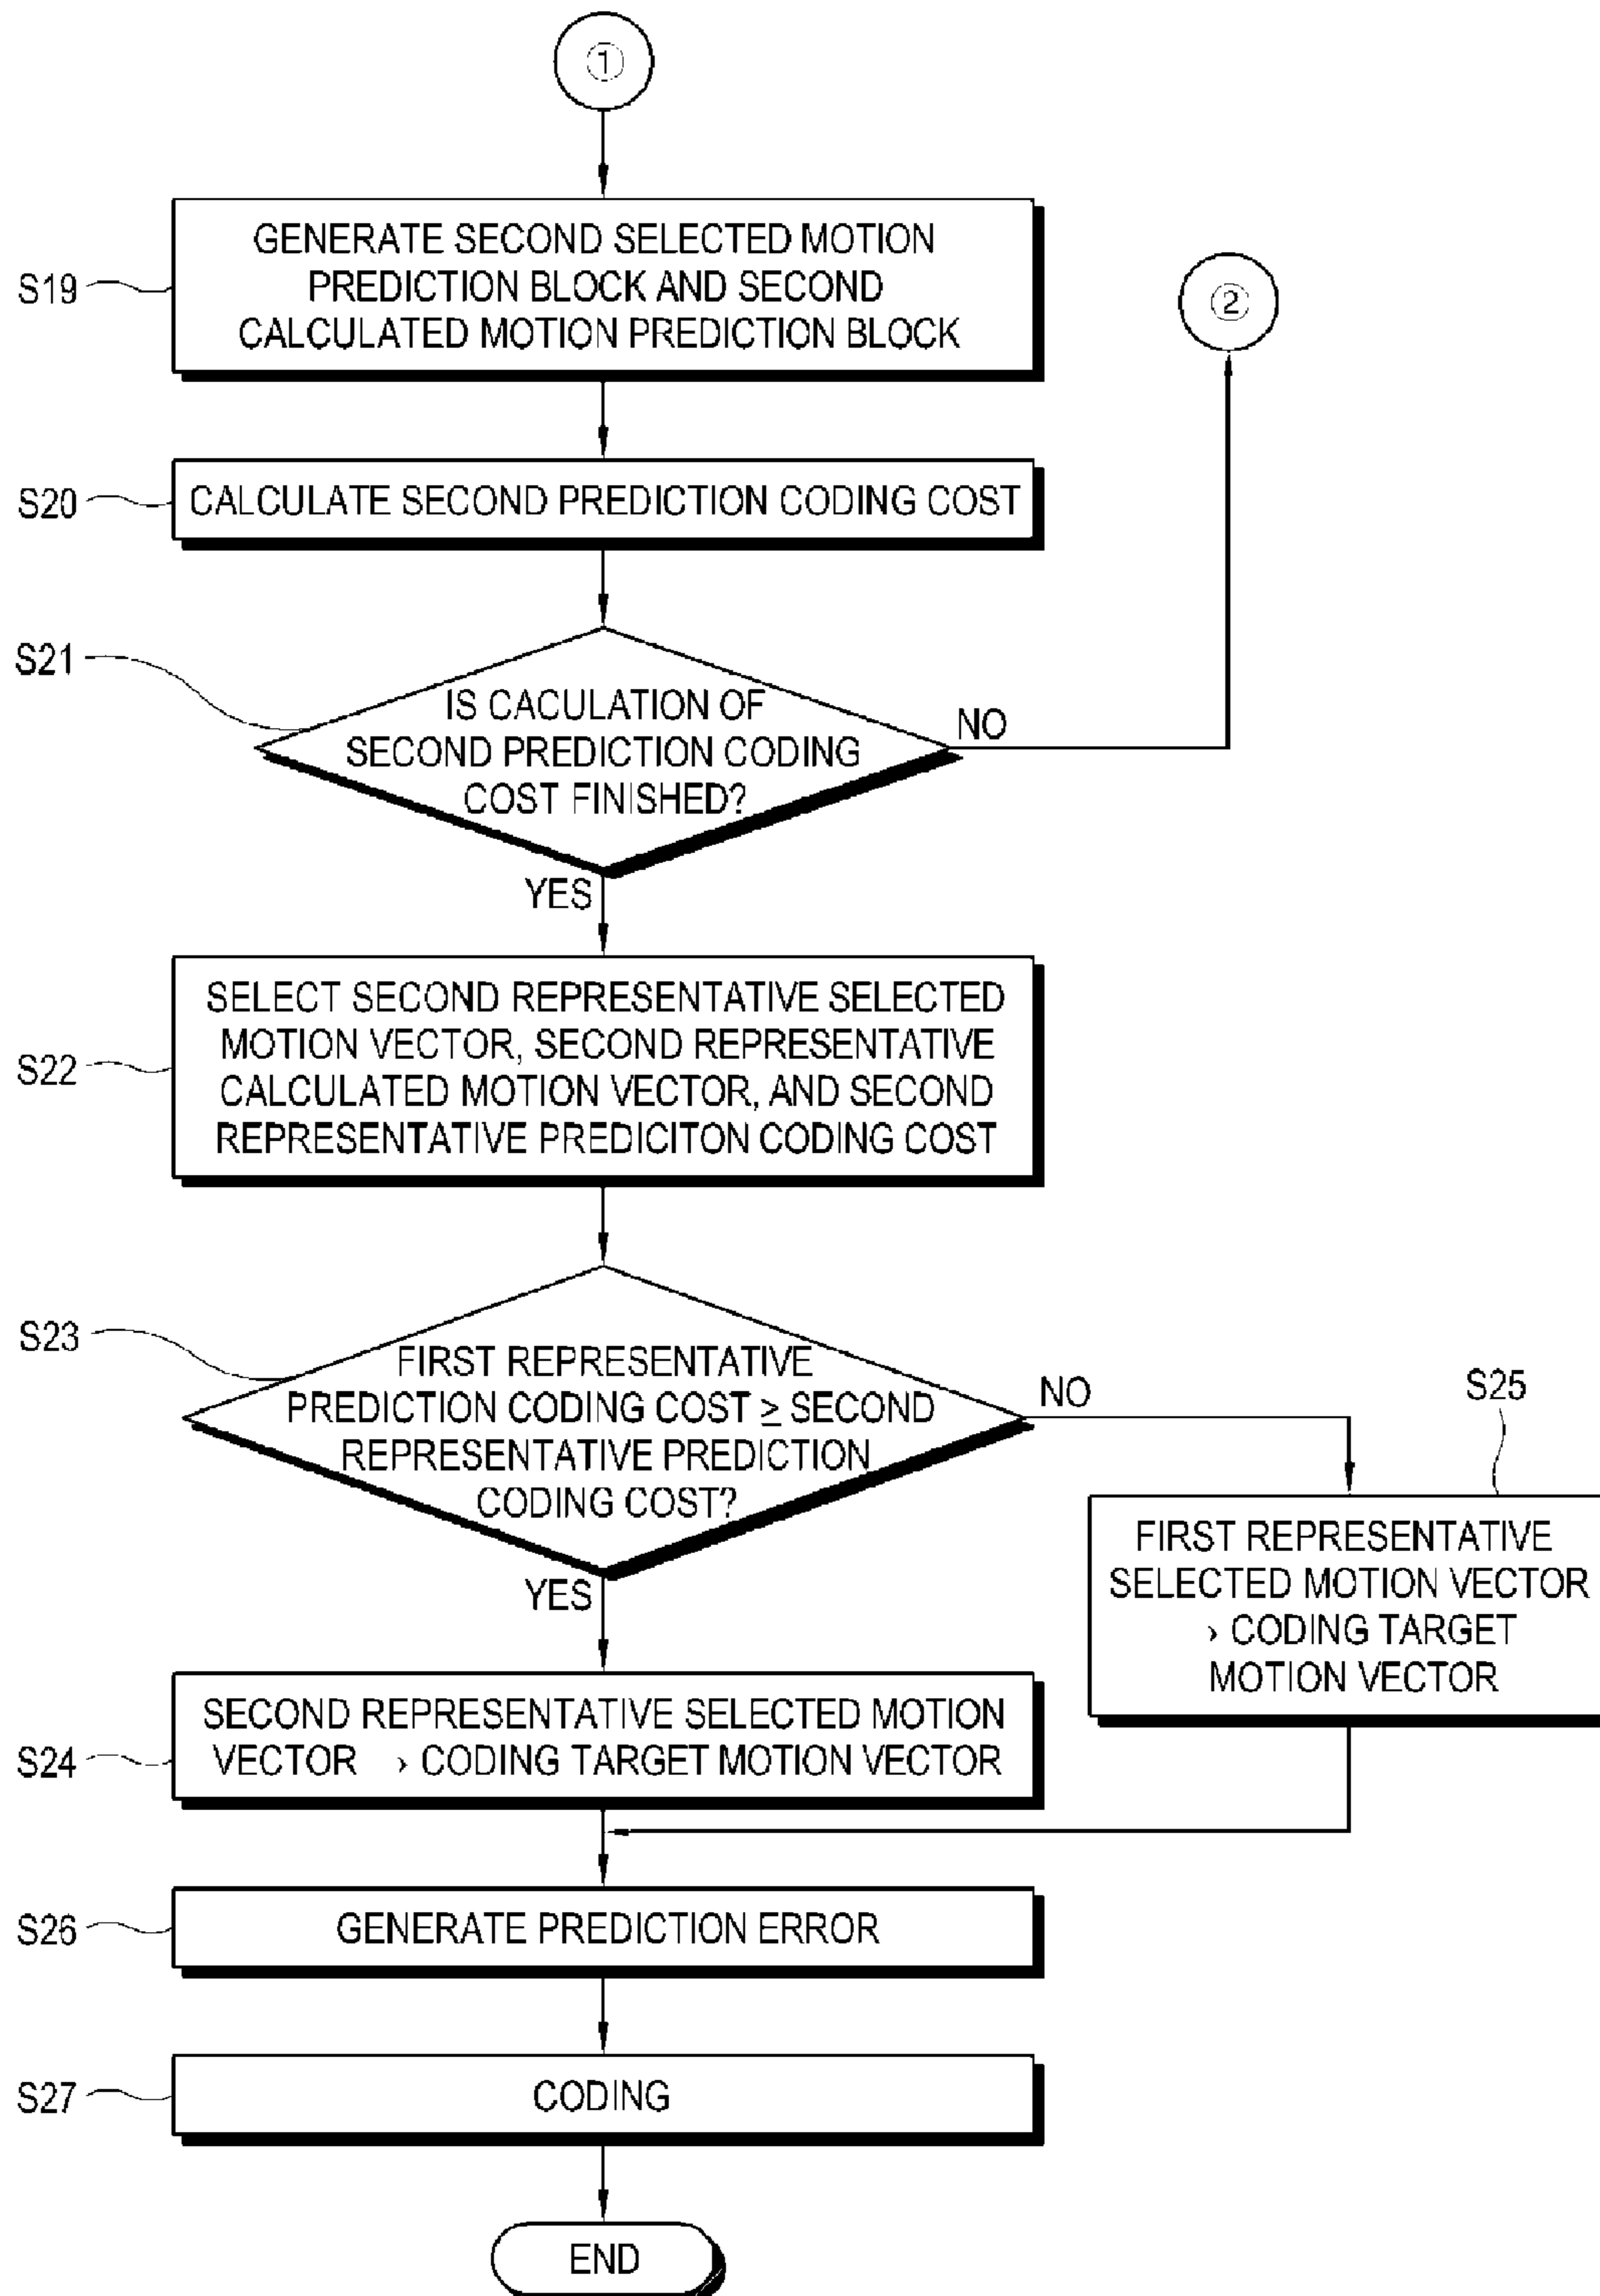 ①
GENERATE SECOND SELECTED MOTION
PREDICTION BLOCK AND SECOND
CALCULATED MOTION PREDICTION BLOCK
S19
②
S20
CALCULATE SECOND PREDICTION CODING COST
S21
IS CACULATION OF
SECOND PREDICTION CODING
COST FINISHED?
NO
YES
SELECT SECOND REPRESENTATIVE SELECTED
MOTION VECTOR, SECOND REPRESENTATIVE
CALCULATED MOTION VECTOR, AND SECOND
REPRESENTATIVE PREDICITON CODING COST
S22
S23
FIRST REPRESENTATIVE
PREDICTION CODING COST ≥ SECOND
REPRESENTATIVE PREDICTION
CODING COST?
NO
YES
S25
FIRST REPRESENTATIVE
SELECTED MOTION VECTOR
→ CODING TARGET
MOTION VECTOR
S24
SECOND REPRESENTATIVE SELECTED MOTION
VECTOR → CODING TARGET MOTION VECTOR
S26
GENERATE PREDICTION ERROR
S27
CODING
END